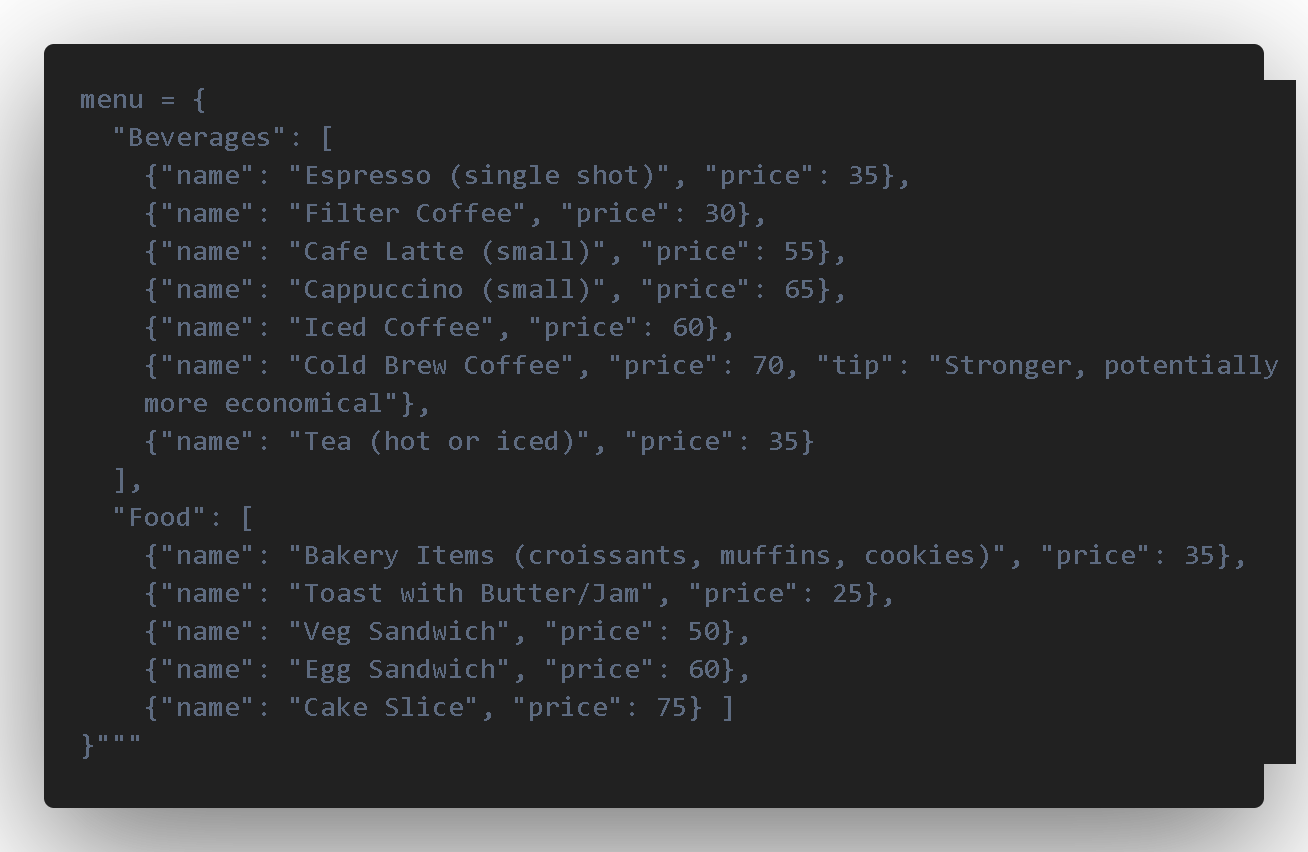 menu = {
  "Beverages": [
    {"name": "Espresso (single shot)", "price": 35},
    {"name": "Filter Coffee", "price": 30},
    {"name": "Cafe Latte (small)", "price": 55},
    {"name": "Cappuccino (small)", "price": 65},
    {"name": "Iced Coffee", "price": 60},
    {"name": "Cold Brew Coffee", "price": 70, "tip": "Stronger, potentially
    more economical"},
    {"name": "Tea (hot or iced)", "price": 35}
  ],
  "Food": [
    {"name": "Bakery Items (croissants, muffins, cookies)", "price": 35},
    {"name": "Toast with Butter/Jam", "price": 25},
    {"name": "Veg Sandwich", "price": 50},
    {"name": "Egg Sandwich", "price": 60},
    {"name": "Cake Slice", "price": 75} ]
}"""